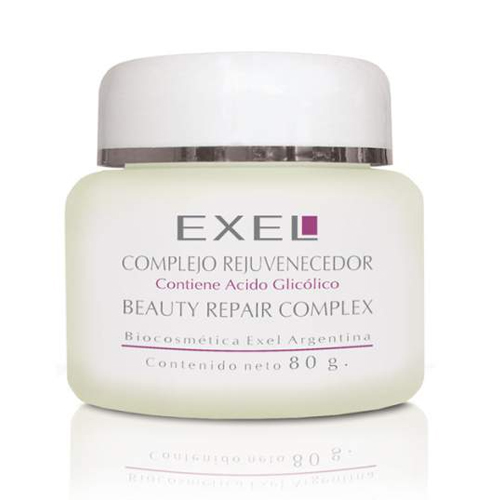 EXEL
COMPLEJO REJUVENECEDOR
Contiene Acido Glicólico
BEAUTY REPAIR COMPLEX
Biocosmética Exel Argentina
Contenido neto 80 g.